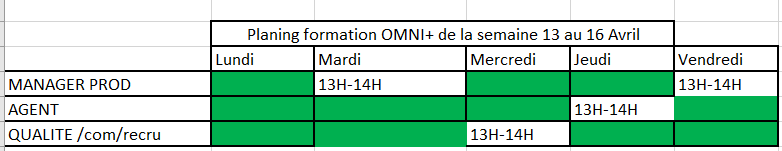 Planing formation OMNI+ de la semaine 13 au 16 Avril
Lundi Mardi Mercredi Jeudi Vendredi
MANAGER PROD 13H-14H 13H-14H
AGENT 13H-14H
QUALITE /com/recru 13H-14H